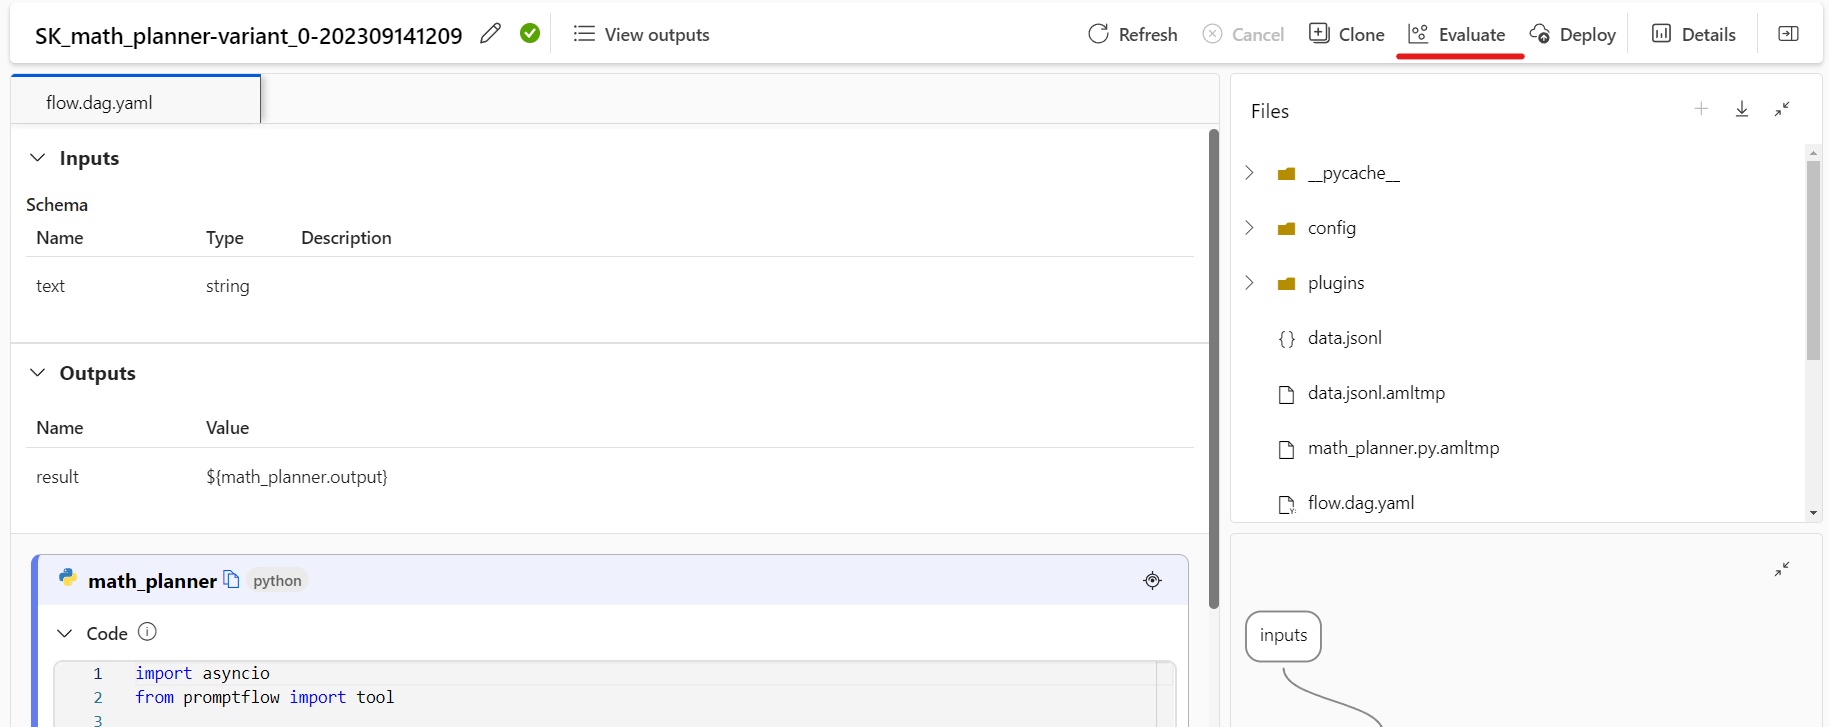 SK_math_planner-variant_0-202309141209 View outputs Refresh Cancel Clone Evaluate Deploy Details
flow.dag.yaml
Inputs
Schema
Name Type Description
text string
Outputs
Name Value
result ${math_planner.output}
math_planner python
Code
1 import asyncio
2 from promptflow import tool
3
Files
__pycache__
config
plugins
{} data.jsonl
data.jsonl.amltmp
math_planner.py.amltmp
flow.dag.yaml
inputs